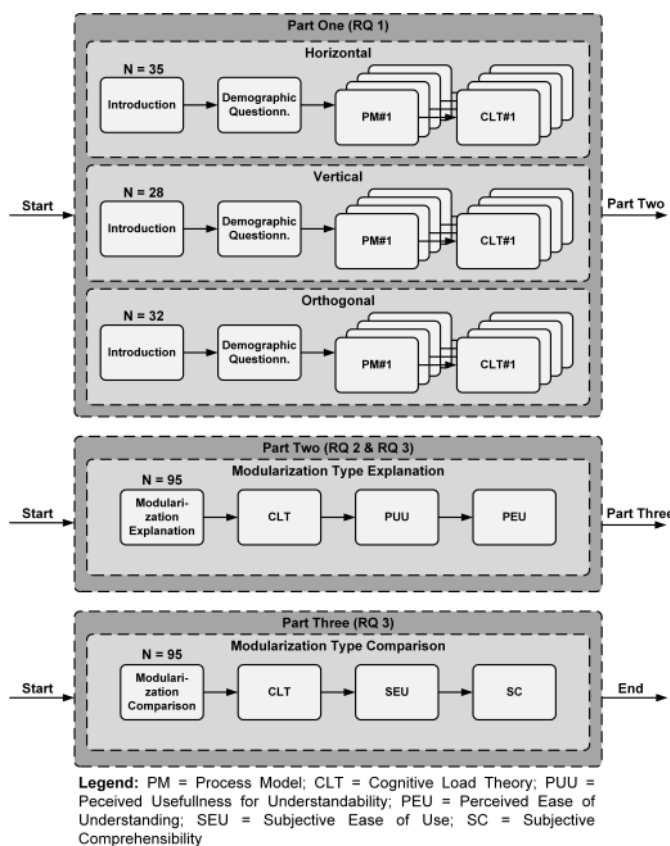 Part One (RQ 1)
Horizontal
N = 35
Introduction
Demographic
Questionn.
PM#1
CLT#1
Vertical
N = 28
Start
Part Two
Introduction
Demographic
Questionn.
PM#1
CLT#1
Orthogonal
N = 32
Introduction
Demographic
Questionn.
PM#1
CLT#1
Part Two (RQ 2 & RQ 3)
Modularization Type Explanation
N = 95
Start
Modulari-
zation
Explanation
CLT
PUU
PEU
Part Three
Part Three (RQ 3)
Modularization Type Comparison
N = 95
Start
Modulari-
zation
Comparison
CLT
SEU
SC
End
Legend: PM = Process Model; CLT = Cognitive Load Theory; PUU =
Peceived Usefullness for Understandability; PEU = Perceived Ease of
Understanding; SEU = Subjective Ease of Use; SC = Subjective
Comprehensibility